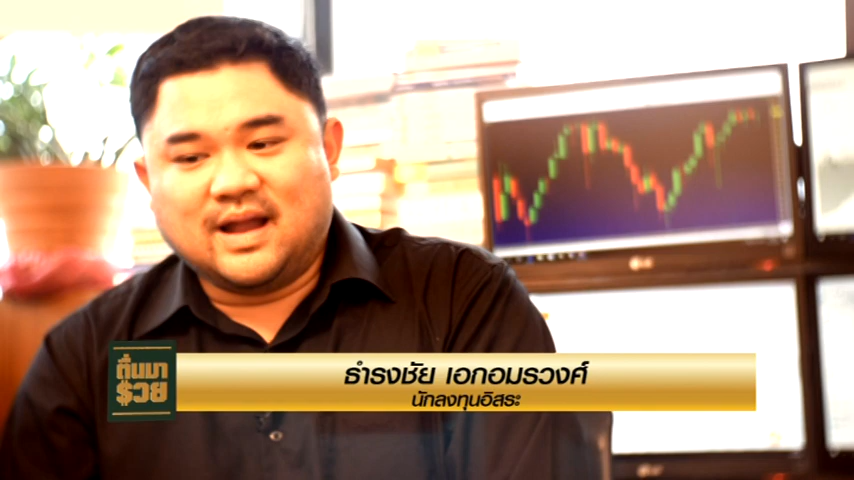 ตื่นมา
รวย
ธำรงชัย เอกอมรวงศ์
นักลงทุนอิสระ